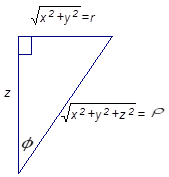 √x²+y² = r
z
√x²+y²+z² = ρ
ϕ